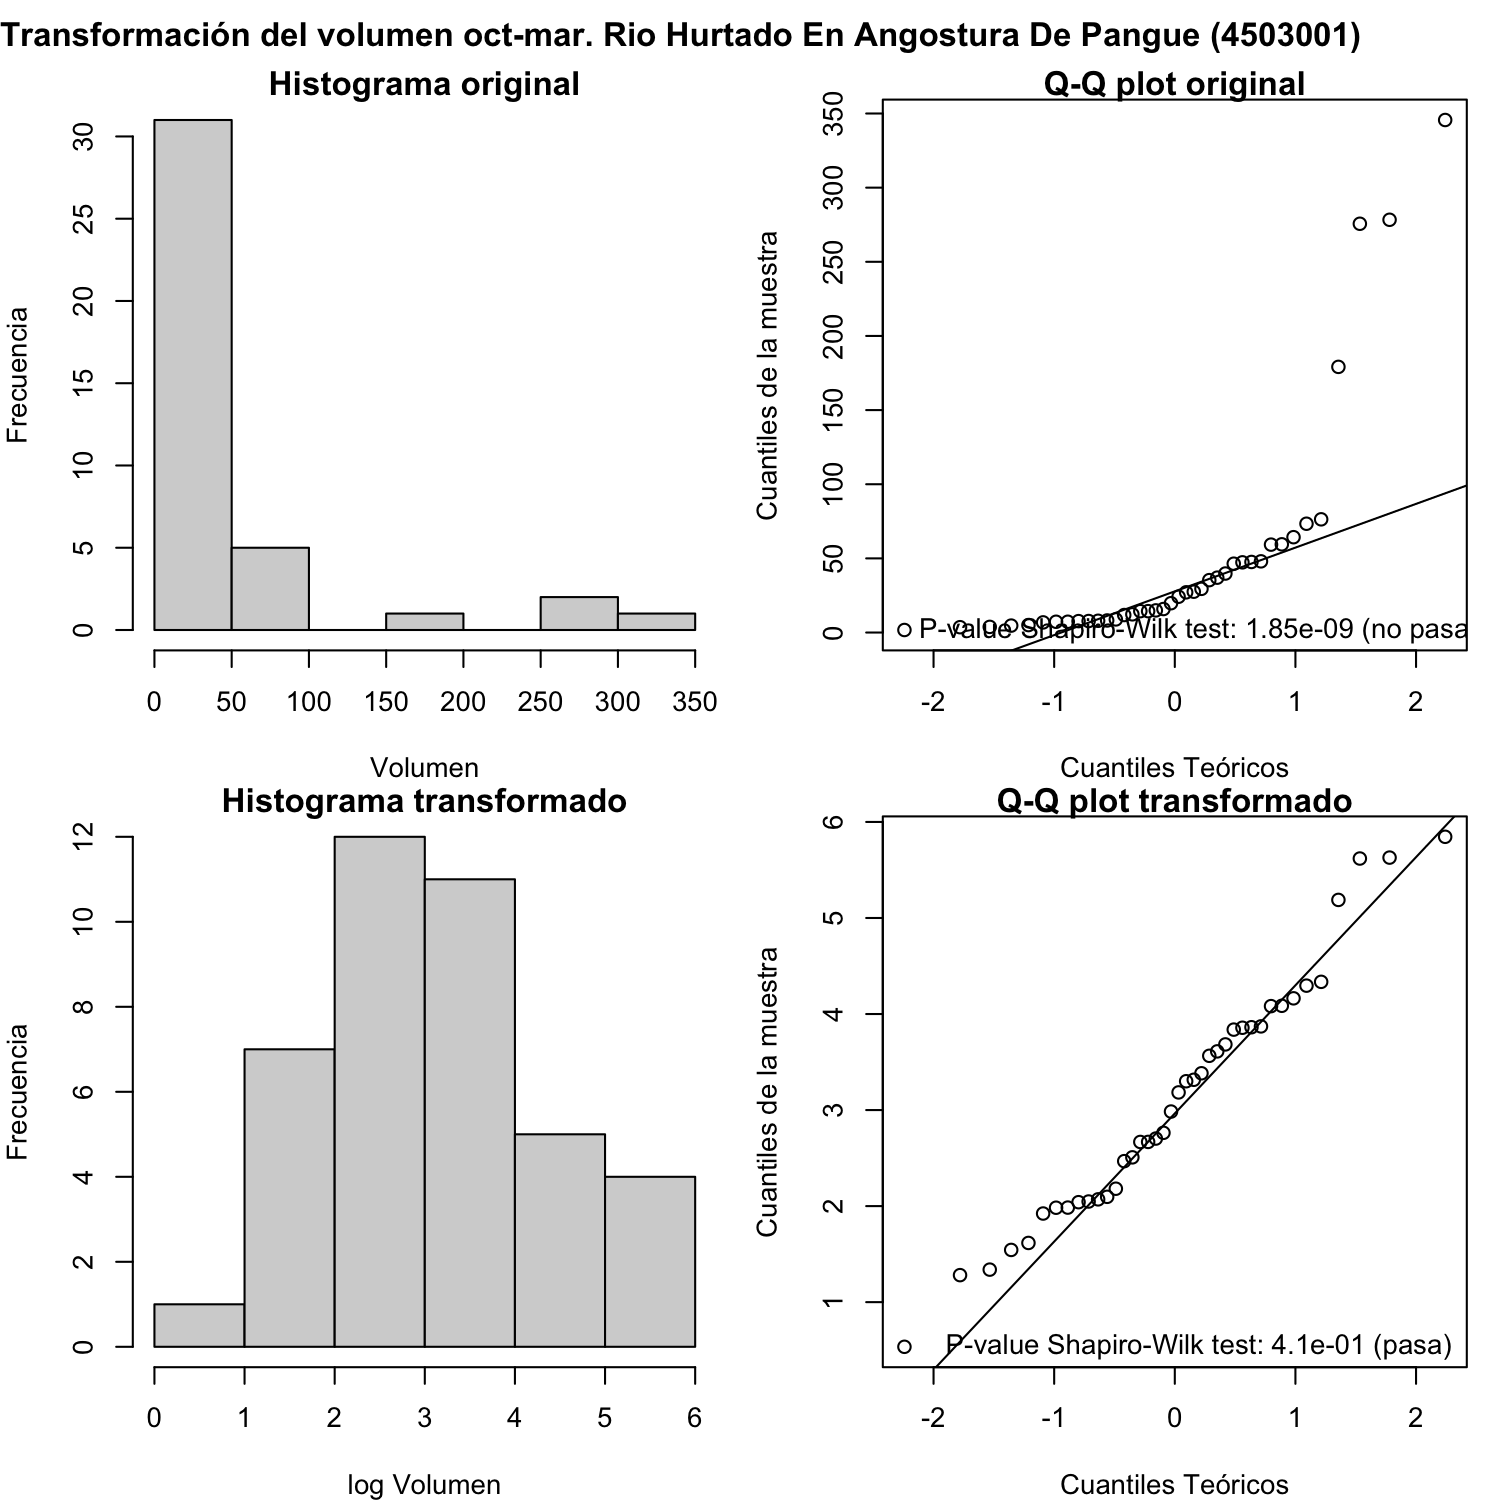 Transformación del volumen oct-mar. Rio Hurtado En Angostura De Pangue (4503001)
Histograma original
Frecuencia
30
25
20
15
10
5
0
0 50 100 150 200 250 300 350
Volumen
Q-Q plot original
Cuantiles de la muestra
350
300
250
200
150
100
50
0
P-value Shapiro-Wilk test: 1.85e-09 (no pasa
-2 -1 0 1 2
Cuantiles Teóricos
Histograma transformado
Frecuencia
12
10
8
6
4
2
0
0 1 2 3 4 5 6
log Volumen
Q-Q plot transformado
Cuantiles de la muestra
6
5
4
3
2
1
P-value Shapiro-Wilk test: 4.1e-01 (pasa)
-2 -1 0 1 2
Cuantiles Teóricos